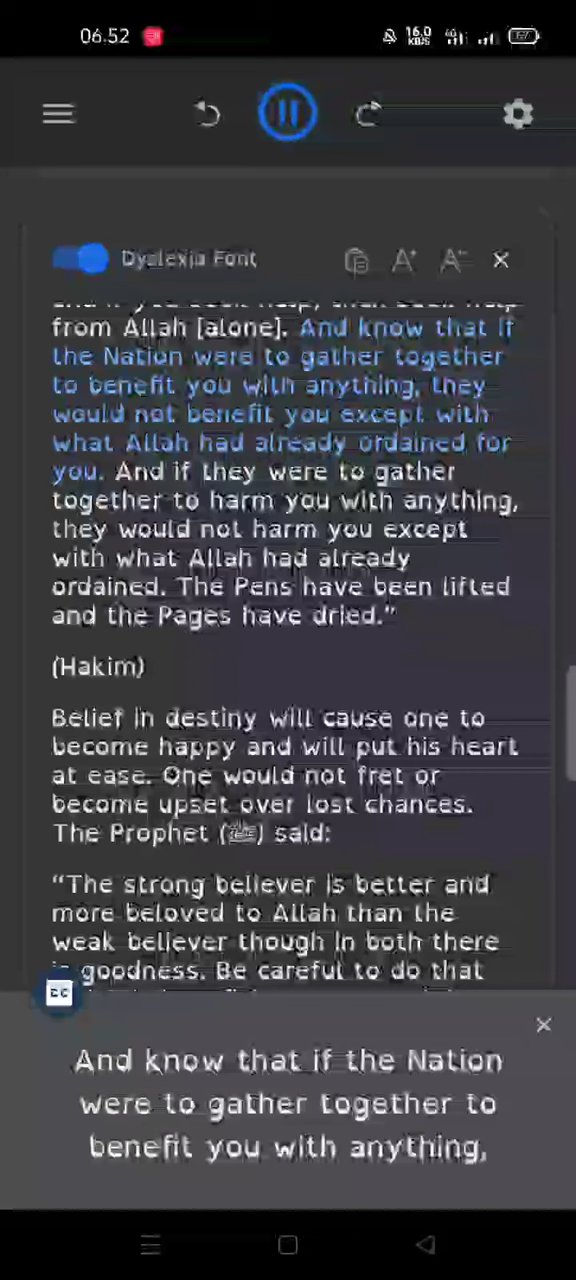 06.52
16.0
KB/S
Dyslexia Font
A+
A-
from Allah [alone]. And know that if
the Nation were to gather together
to benefit you with anything, they
would not benefit you except with
what Allah had already ordained for
you. And if they were to gather
together to harm you with anything,
they would not harm you except
with what Allah had already
ordained. The Pens have been lifted
and the Pages have dried.”
(Hakim)
Belief in destiny will cause one to
become happy and will put his heart
at ease. One would not fret or
become upset over lost chances.
The Prophet (ﷺ) said:
“The strong believer is better and
more beloved to Allah than the
weak believer though in both there
is goodness. Be careful to do that
CC
And know that if the Nation
were to gather together to
benefit you with anything,